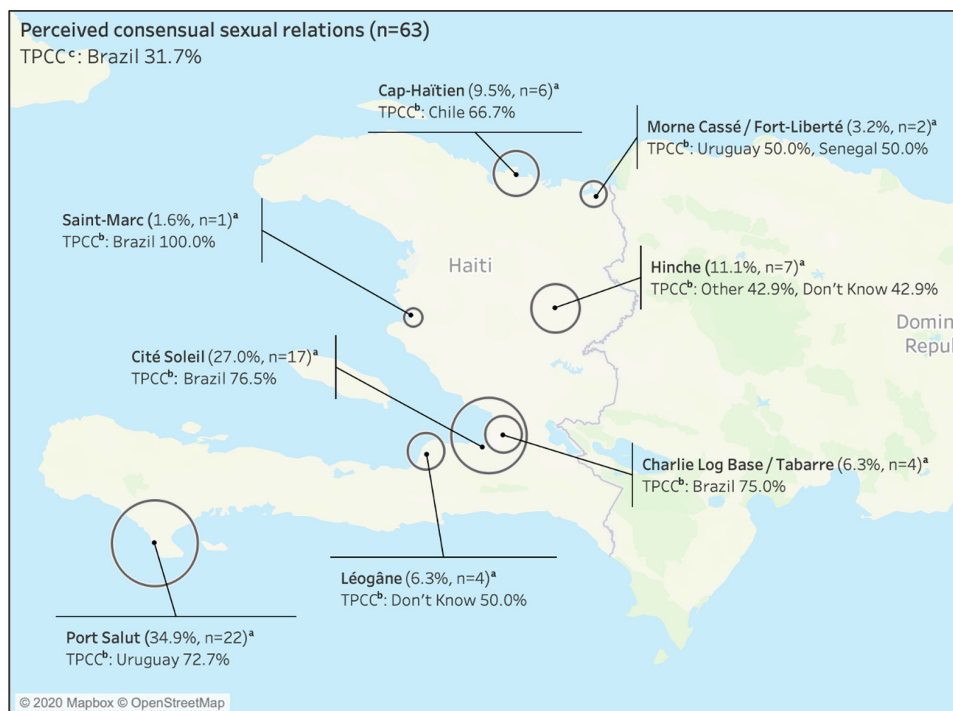 Perceived consensual sexual relations (n=63)
TPCCᶜ: Brazil 31.7%
Cap-Haïtien (9.5%, n=6)ᵃ
TPCCᵇ: Chile 66.7%
Morne Cassé / Fort-Liberté (3.2%, n=2)ᵃ
TPCCᵇ: Uruguay 50.0%, Senegal 50.0%
Saint-Marc (1.6%, n=1)ᵃ
TPCCᵇ: Brazil 100.0%
Haiti
Hinche (11.1%, n=7)ᵃ
TPCCᵇ: Other 42.9%, Don't Know 42.9%
Domin
Repu
Cité Soleil (27.0%, n=17)ᵃ
TPCCᵇ: Brazil 76.5%
Charlie Log Base / Tabarre (6.3%, n=4)ᵃ
TPCCᵇ: Brazil 75.0%
Léogâne (6.3%, n=4)ᵃ
TPCCᵇ: Don't Know 50.0%
Port Salut (34.9%, n=22)ᵃ
TPCCᵇ: Uruguay 72.7%
© 2020 Mapbox © OpenStreetMap